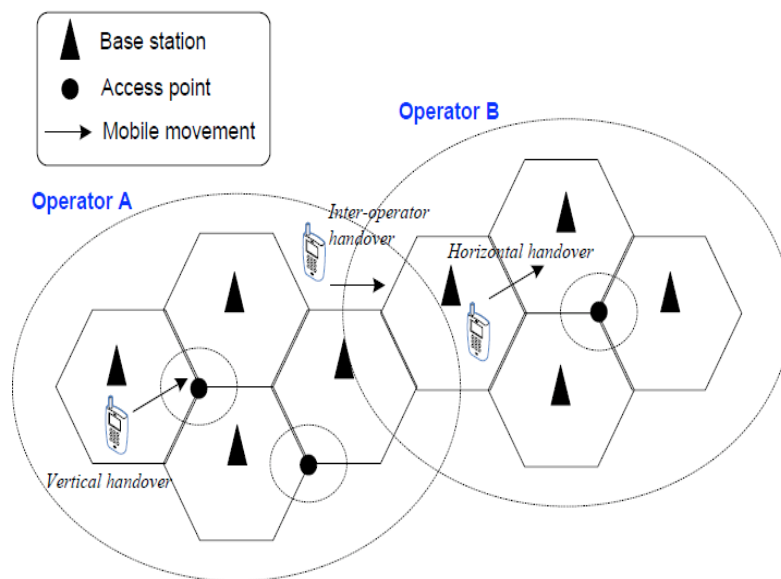 Base station
Access point
Mobile movement
Operator B
Operator A
Inter-operator
handover
Horizontal handover
Vertical handover